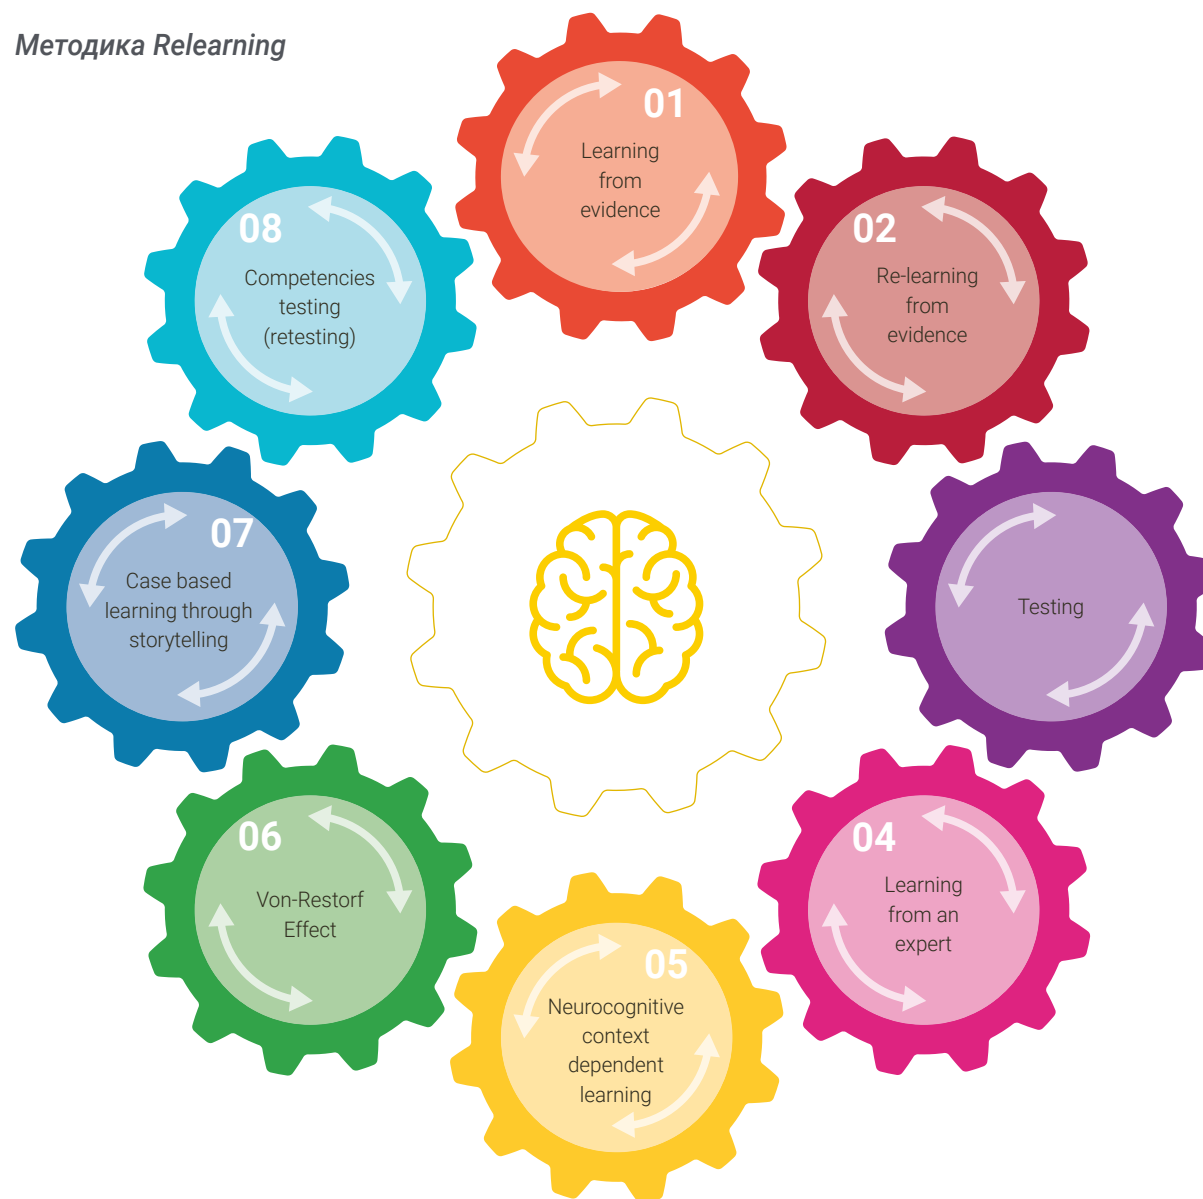 Методика Relearning
01
Learning
from
evidence
02
Re-learning
from
evidence
Testing
04
Learning
from an
expert
05
Neurocognitive
context
dependent
learning
06
Von-Restorf
Effect
07
Case based
learning through
storytelling
08
Competencies
testing
(retesting)